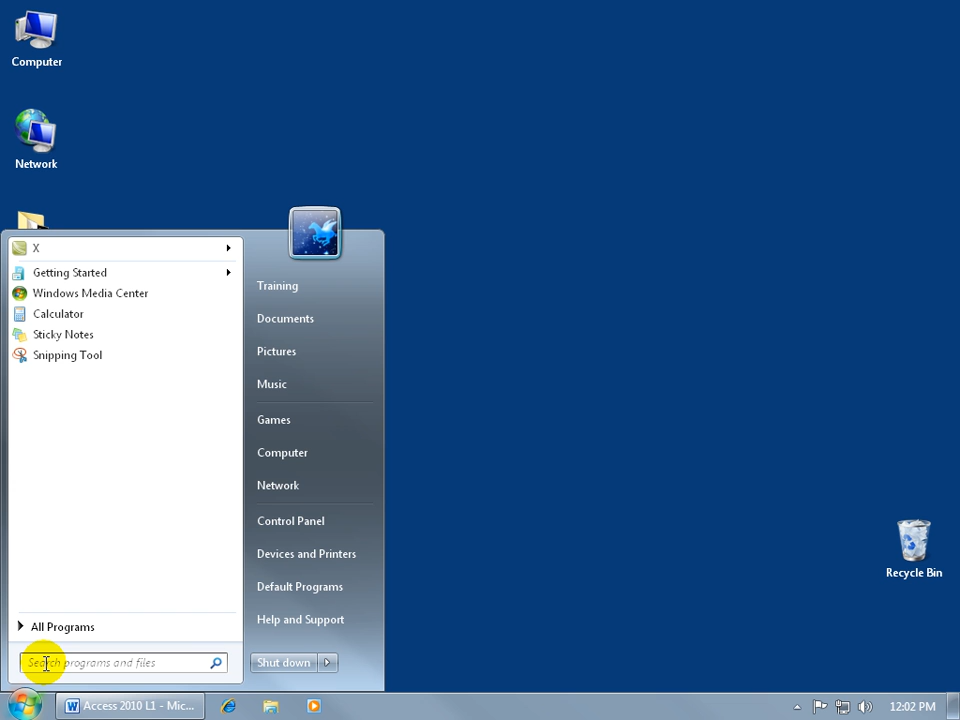 Computer
Network
X
Getting Started
Windows Media Center
Calculator
Sticky Notes
Snipping Tool
All Programs
Search programs and files
Training
Documents
Pictures
Music
Games
Computer
Network
Control Panel
Devices and Printers
Default Programs
Help and Support
Shut down
Recycle Bin
Access 2010 L1 - Mic...
12:02 PM